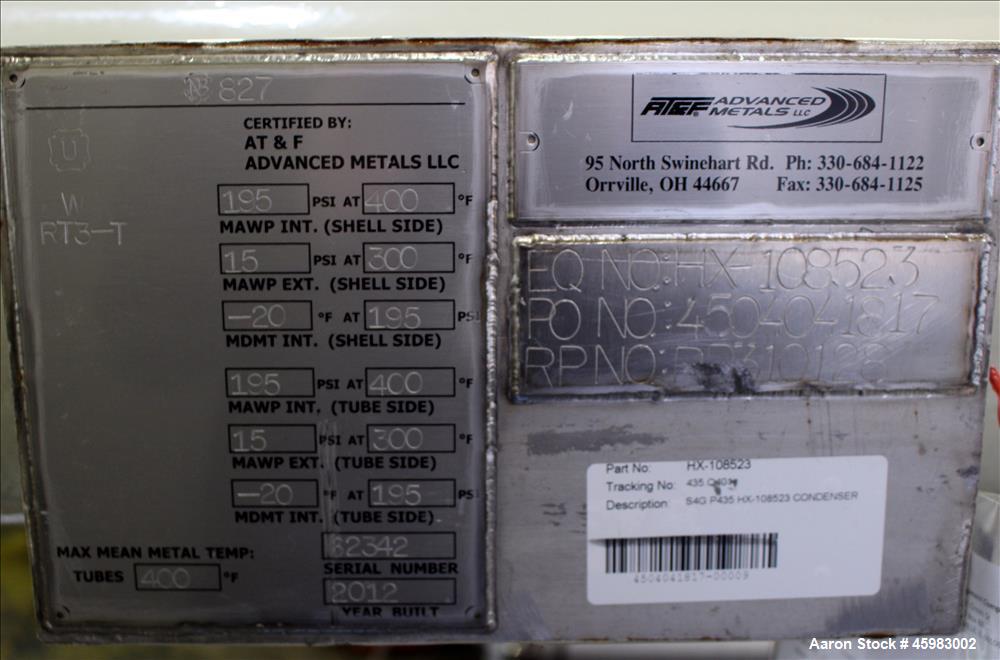 NB 827
CERTIFIED BY:
AT & F
ADVANCED METALS LLC
U
W
RT3-T
195 PSI AT 400 °F
MAWP INT. (SHELL SIDE)
15 PSI AT 300 °F
MAWP EXT. (SHELL SIDE)
-20 °F AT 195 PSI
MDMT INT. (SHELL SIDE)
195 PSI AT 400 °F
MAWP INT. (TUBE SIDE)
15 PSI AT 300 °F
MAWP EXT. (TUBE SIDE)
-20 °F AT 195 PSI
MDMT INT. (TUBE SIDE)
62342
SERIAL NUMBER
MAX MEAN METAL TEMP:
TUBES 400 °F
2012
YEAR BUILT
AT&F ADVANCED
METALS LLC
95 North Swinehart Rd. Ph: 330-684-1122
Orrville, OH 44667 Fax: 330-684-1125
EQ NO:HX-108523
PO NO:4504041817
RP NO:
Part No: HX-108523
Tracking No: 435
Description: S4G P435 HX-108523 CONDENSER
4504041817-00009
Aaron Stock # 45983002